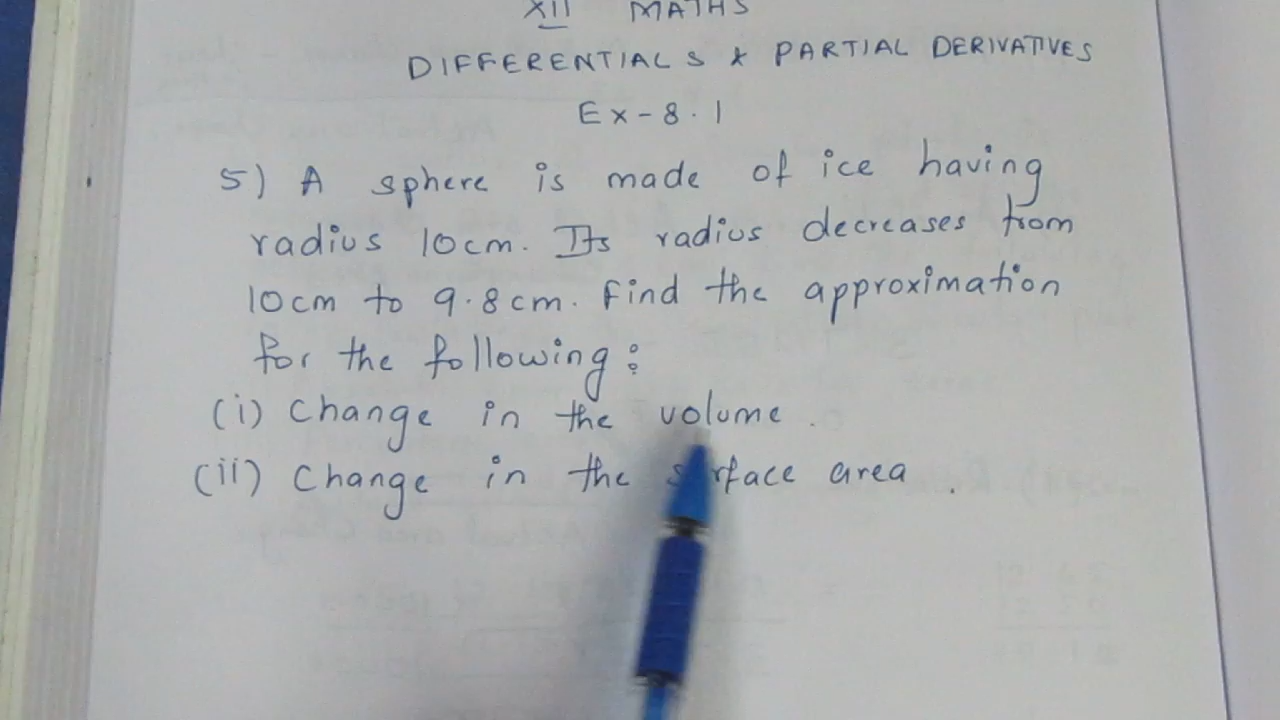 XII MATHS
DIFFERENTIALS & PARTIAL DERIVATIVES
Ex-8.1
5) A sphere is made of ice having
radius 10cm. Its radius decreases from
10cm to 9.8cm. Find the approximation
for the following:
(i) Change in the volume.
(ii) Change in the surface area.